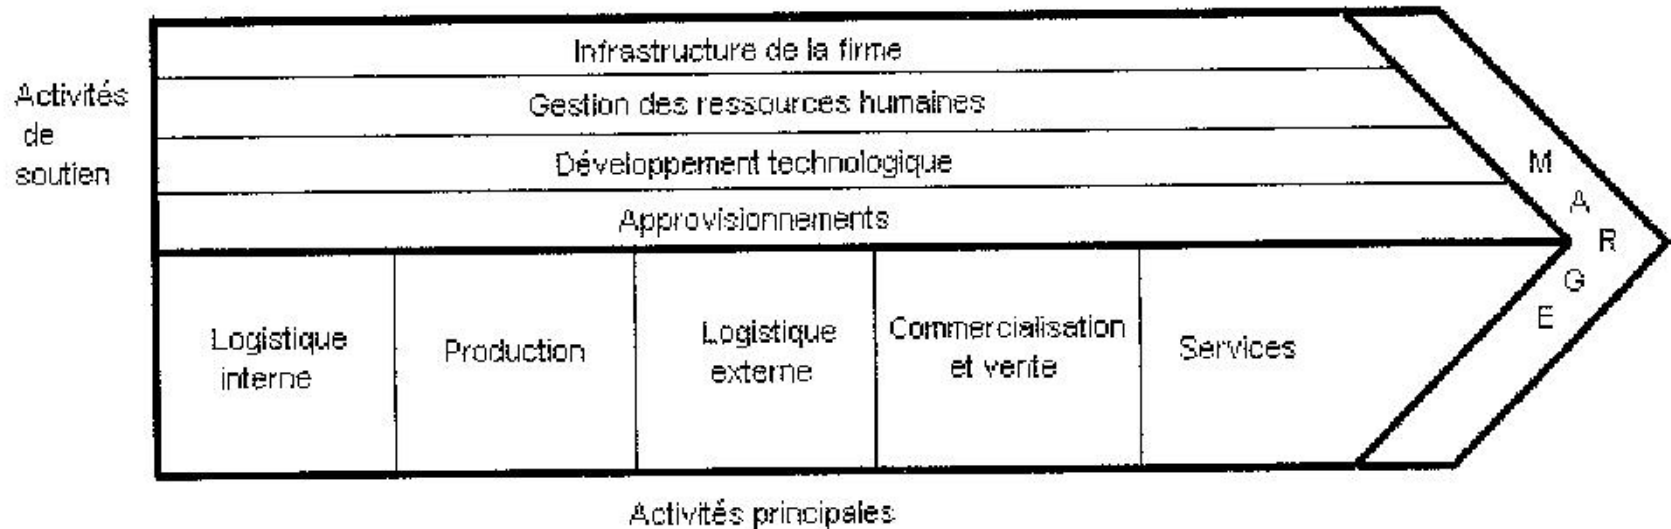 Infrastructure de la firme
Activités
de
soutien
Gestion des ressources humaines
Développement technologique
Approvisionnements
MARGE
Logistique
interne
Production
Logistique
externe
Commercialisation
et vente
Services
Activités principales